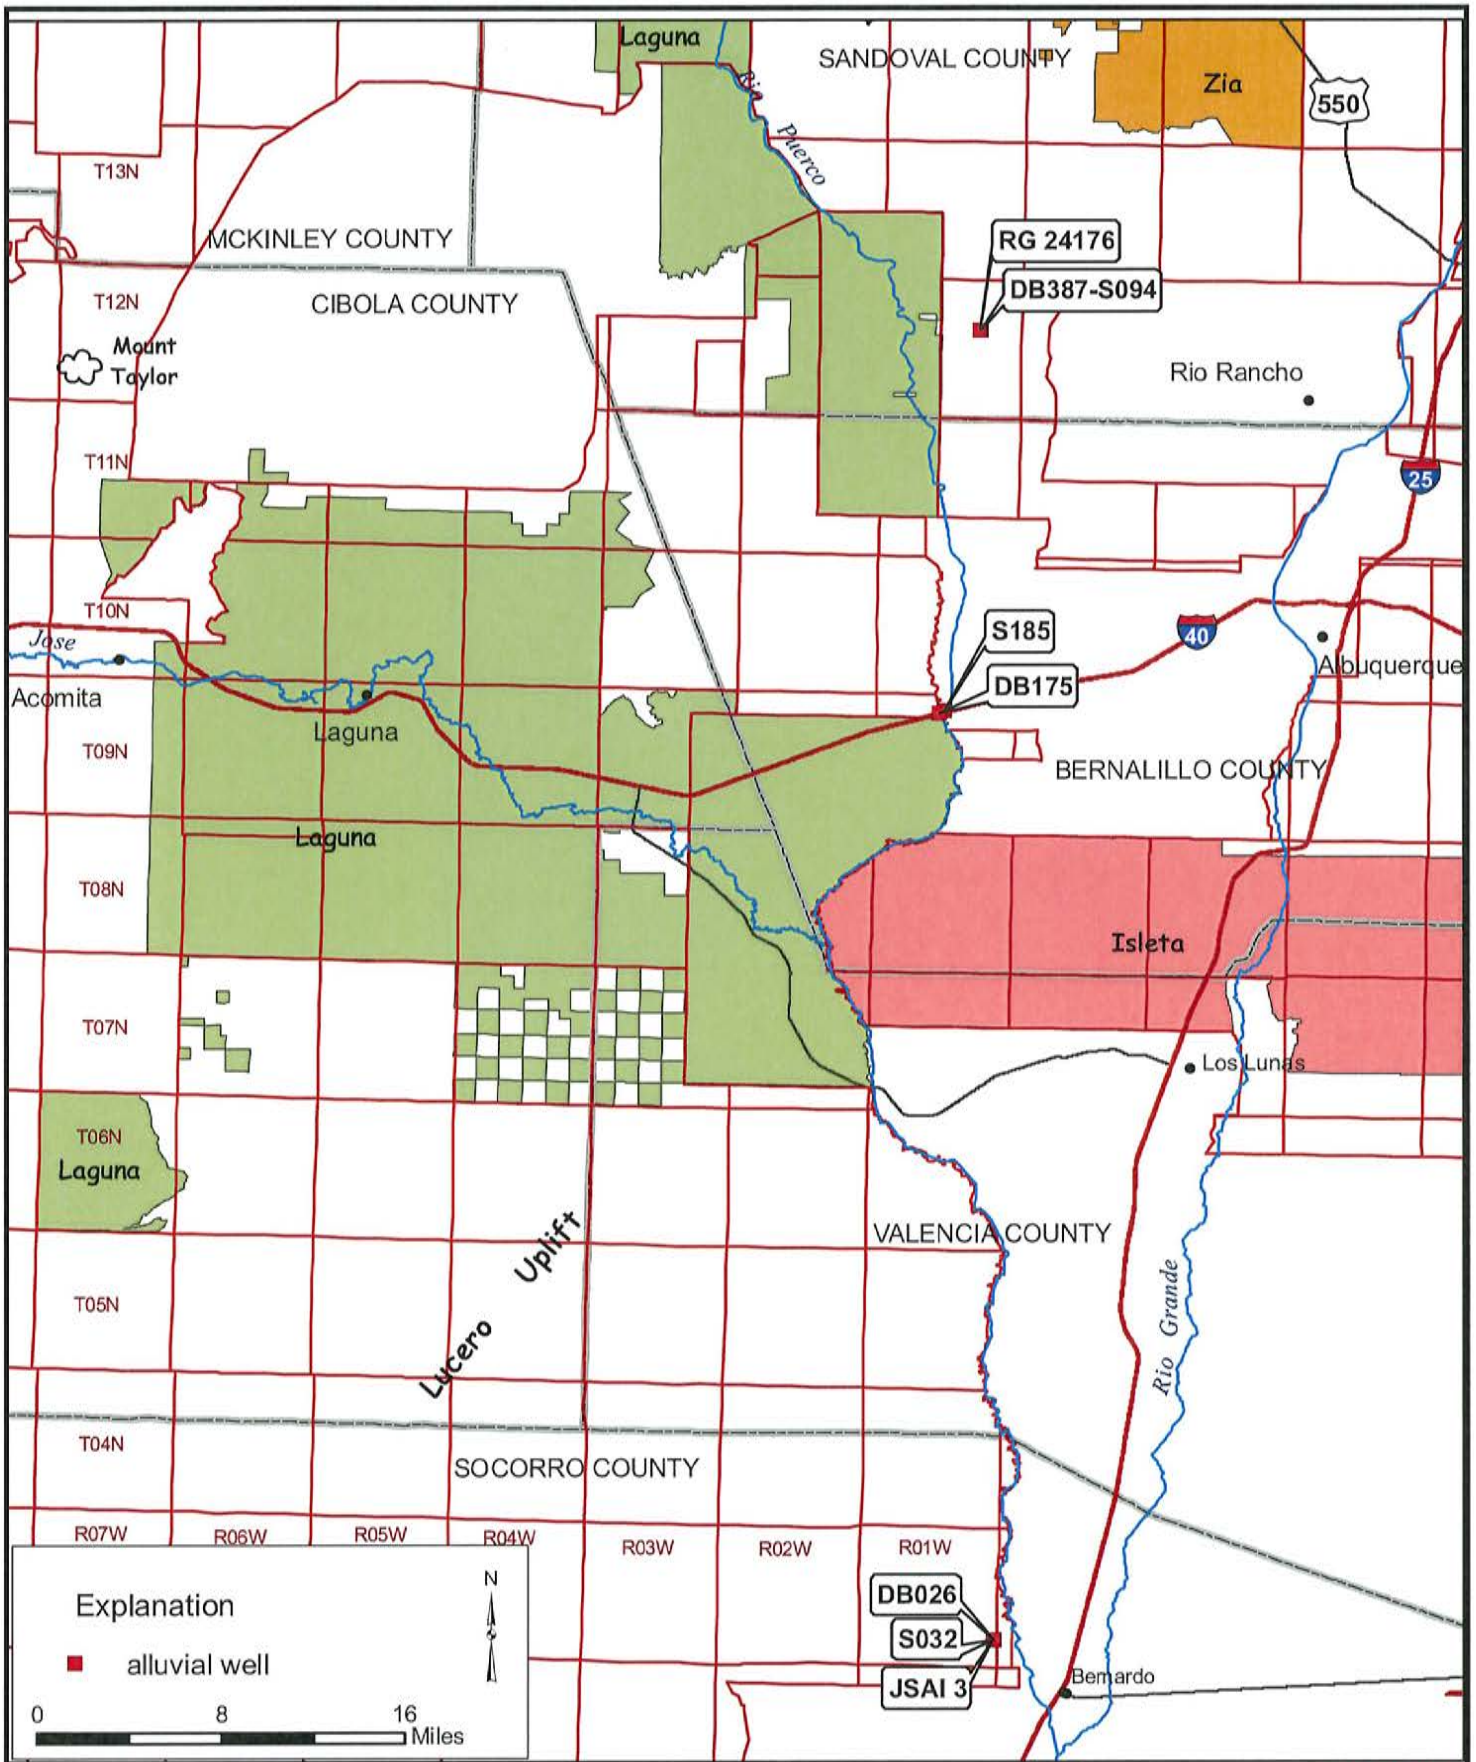 Laguna
SANDOVAL COUNTY
Zia
550
Rio
Puerco
T13N
MCKINLEY COUNTY
RG 24176
DB387-S094
T12N
CIBOLA COUNTY
Mount
Taylor
Rio Rancho
T11N
25
T10N
Jose
S185
40
Albuquerque
DB175
Acomita
Laguna
T09N
BERNALILLO COUNTY
Laguna
T08N
Isleta
T07N
Los Lunas
T06N
Laguna
VALENCIA COUNTY
Uplift
Lucero
T05N
Rio Grande
T04N
SOCORRO COUNTY
R07W
R06W
R05W
R04W
R03W
R02W
R01W
DB026
S032
JSAI 3
Bernardo
Explanation
N
alluvial well
0 8 16
Miles